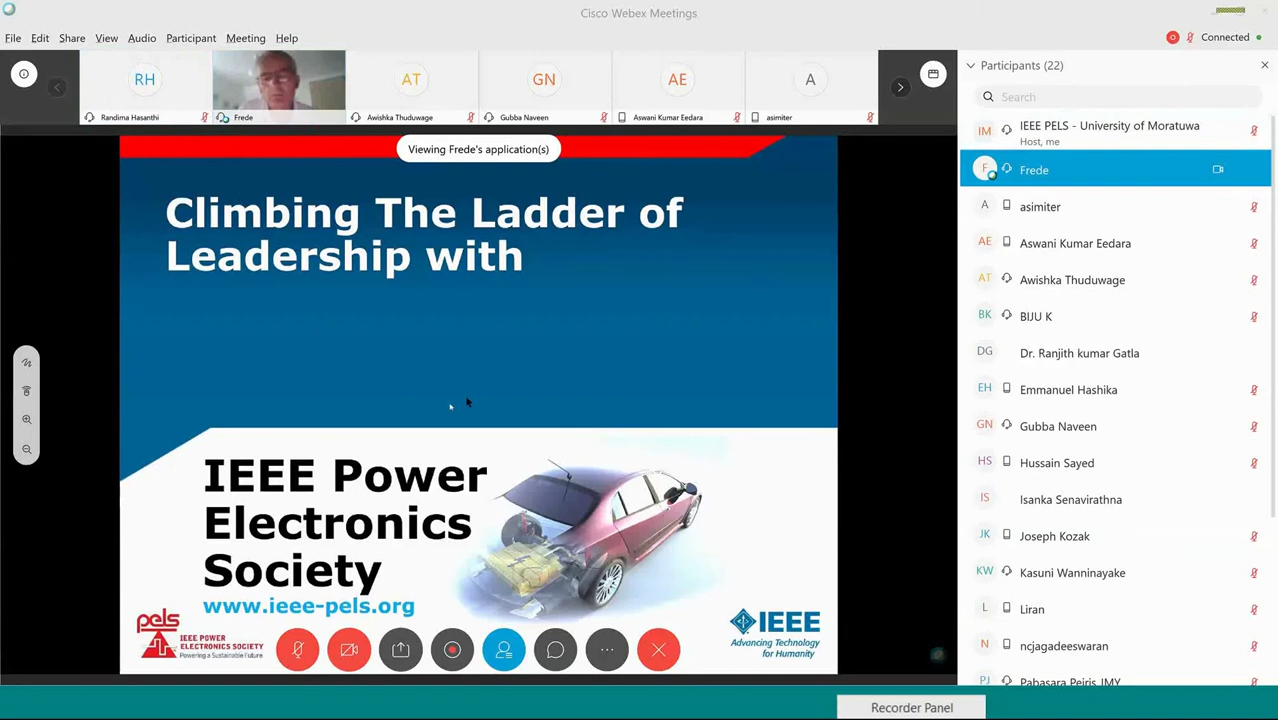 Cisco Webex Meetings
File Edit Share View Audio Participant Meeting Help
Connected
RH
AT
GN
AE
A
Randima Hasanthi
Frede
Awishka Thuduwage
Gubba Naveen
Aswani Kumar Eedara
asimiter
Viewing Frede's application(s)
Climbing The Ladder of
Leadership with
IEEE Power
Electronics
Society
www.ieee-pels.org
pels
IEEE POWER
ELECTRONICS SOCIETY
Powering a Sustainable Future
IEEE
Advancing Technology
for Humanity
Participants (22)
Search
IM IEEE PELS - University of Moratuwa
Host, me
F Frede
A asimiter
AE Aswani Kumar Eedara
AT Awishka Thuduwage
BK BIJU K
DG Dr. Ranjith kumar Gatla
EH Emmanuel Hashika
GN Gubba Naveen
HS Hussain Sayed
IS Isanka Senavirathna
JK Joseph Kozak
KW Kasuni Wanninayake
L Liran
N ncjagadeeswaran
PJ Pabasara Peiris JMY
Recorder Panel